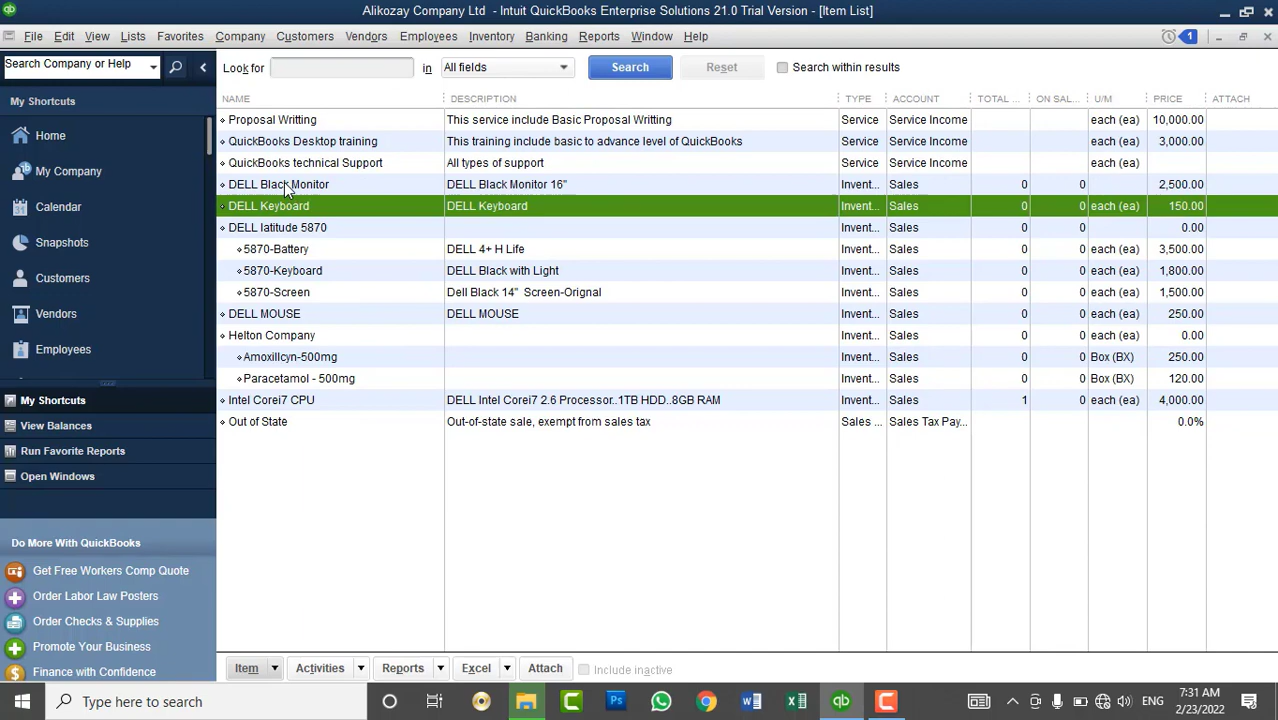 Alikozay Company Ltd - Intuit QuickBooks Enterprise Solutions 21.0 Trial Version - [Item List]
File Edit View Lists Favorites Company Customers Vendors Employees Inventory Banking Reports Window Help 1
Search Company or Help
Look for in All fields Search Reset Search within results
My Shortcuts
Home
My Company
Calendar
Snapshots
Customers
Vendors
Employees
My Shortcuts
View Balances
Run Favorite Reports
Open Windows
Do More With QuickBooks
Get Free Workers Comp Quote
Order Labor Law Posters
Order Checks & Supplies
Promote Your Business
Finance with Confidence
NAME DESCRIPTION TYPE ACCOUNT TOTAL ... ON SAL... U/M PRICE ATTACH
Proposal Writting This service include Basic Proposal Writting Service Service Income each (ea) 10,000.00
QuickBooks Desktop training This training include basic to advance level of QuickBooks Service Service Income each (ea) 3,000.00
QuickBooks technical Support All types of support Service Service Income each (ea)
DELL Black Monitor DELL Black Monitor 16" Invent... Sales 0 0 2,500.00
DELL Keyboard DELL Keyboard Invent... Sales 0 0 each (ea) 150.00
DELL latitude 5870 Invent... Sales 0 0 each (ea) 0.00
5870-Battery DELL 4+ H Life Invent... Sales 0 0 each (ea) 3,500.00
5870-Keyboard DELL Black with Light Invent... Sales 0 0 each (ea) 1,800.00
5870-Screen Dell Black 14" Screen-Orignal Invent... Sales 0 0 each (ea) 1,500.00
DELL MOUSE DELL MOUSE Invent... Sales 0 0 each (ea) 250.00
Helton Company Invent... Sales 0 0 each (ea) 0.00
Amoxillcyn-500mg Invent... Sales 0 0 Box (BX) 250.00
Paracetamol - 500mg Invent... Sales 0 0 Box (BX) 120.00
Intel Corei7 CPU DELL Intel Corei7 2.6 Processor..1TB HDD..8GB RAM Invent... Sales 1 0 each (ea) 4,000.00
Out of State Out-of-state sale, exempt from sales tax Sales ... Sales Tax Pay... 0.0%
Item Activities Reports Excel Attach Include inactive
Type here to search
ENG
7:31 AM
2/23/2022